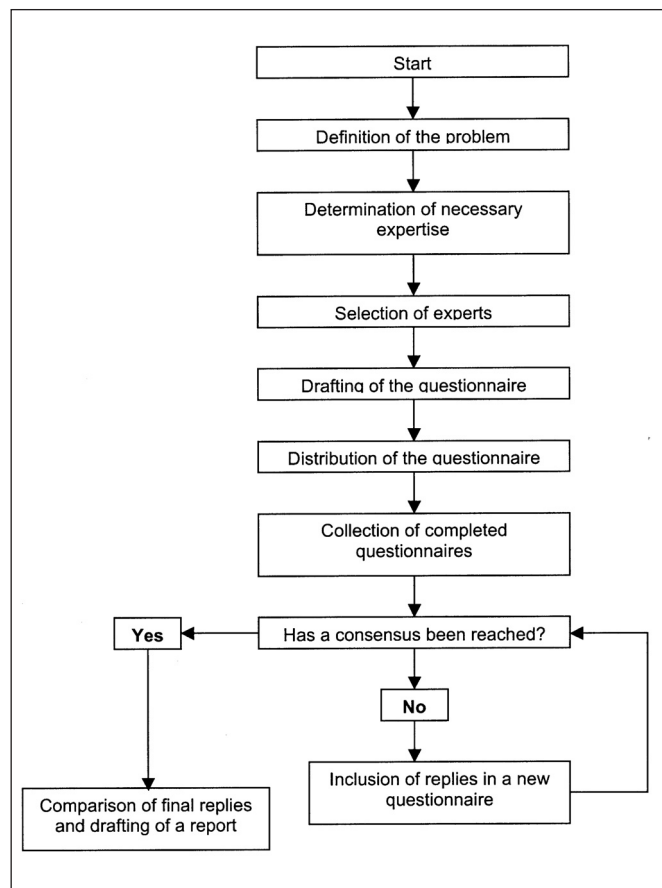 Start
Definition of the problem
Determination of necessary
expertise
Selection of experts
Drafting of the questionnaire
Distribution of the questionnaire
Collection of completed
questionnaires
Has a consensus been reached?
Yes
No
Inclusion of replies in a new
questionnaire
Comparison of final replies
and drafting of a report